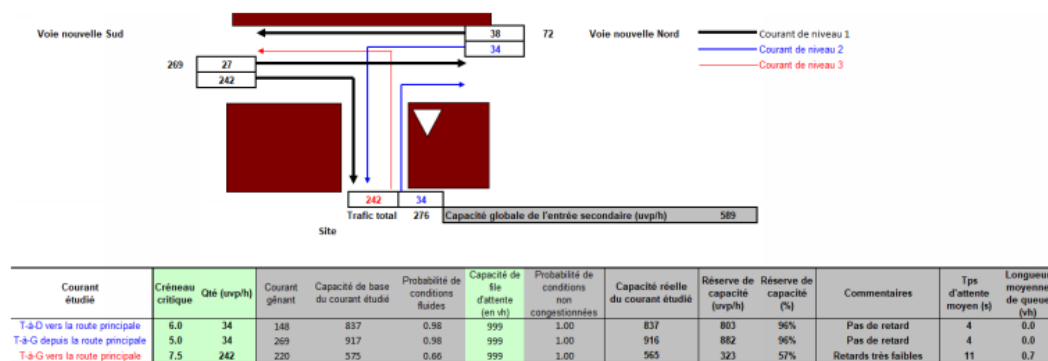 Voie nouvelle Sud
38
72
Voie nouvelle Nord
Courant de niveau 1
34
Courant de niveau 2
269
27
Courant de niveau 3
242
242
34
Trafic total
276
Capacité globale de l'entrée secondaire (uvp/h)
589
Site
Courant étudié
Créneau critique
Qté (uvp/h)
Courant gênant
Capacité de base du courant étudié
Probabilité de conditions fluides
Capacité de file d'attente (en vh)
Probabilité de conditions non congestionnées
Capacité réelle du courant étudié
Réserve de capacité (uvp/h)
Réserve de capacité (%)
Commentaires
Tps d'attente moyen (s)
Longueur moyenne de queue (vh)
T-à-D vers la route principale 6.0 34 148 837 0.98 999 1.00 837 803 96% Pas de retard 4 0.0
T-à-G depuis la route principale 5.0 34 269 917 0.98 999 1.00 916 882 96% Pas de retard 4 0.0
T-à-G vers la route principale 7.5 242 220 575 0.66 999 1.00 565 323 57% Retards très faibles 11 0.7